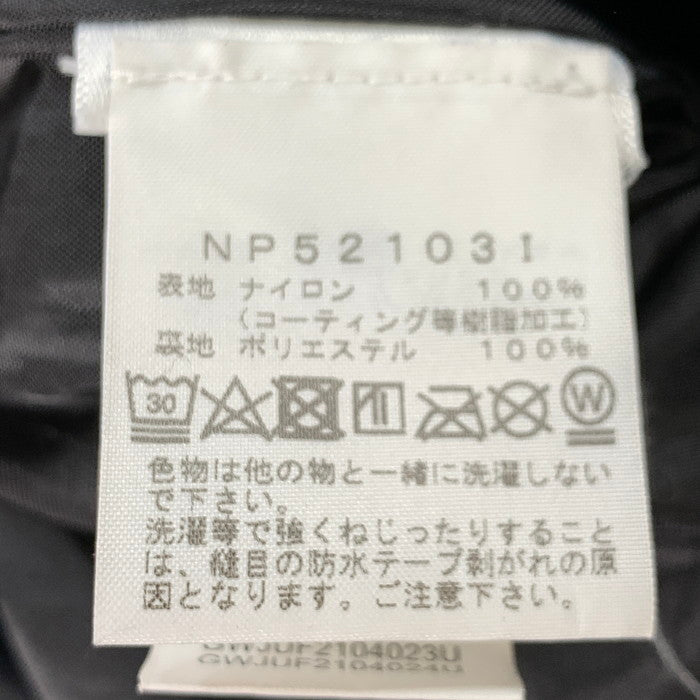 NP52103I
表地 ナイロン 100%
(コーティング等樹脂加工)
裏地 ポリエステル 100%
30 W
色物は他の物と一緒に洗濯しない
で下さい。
洗濯等で強くねじったりすること
は、縫目の防水テープ剥がれの原
因となります。ご注意下さい。
GWJUF2104023U
GWJUF2104024U